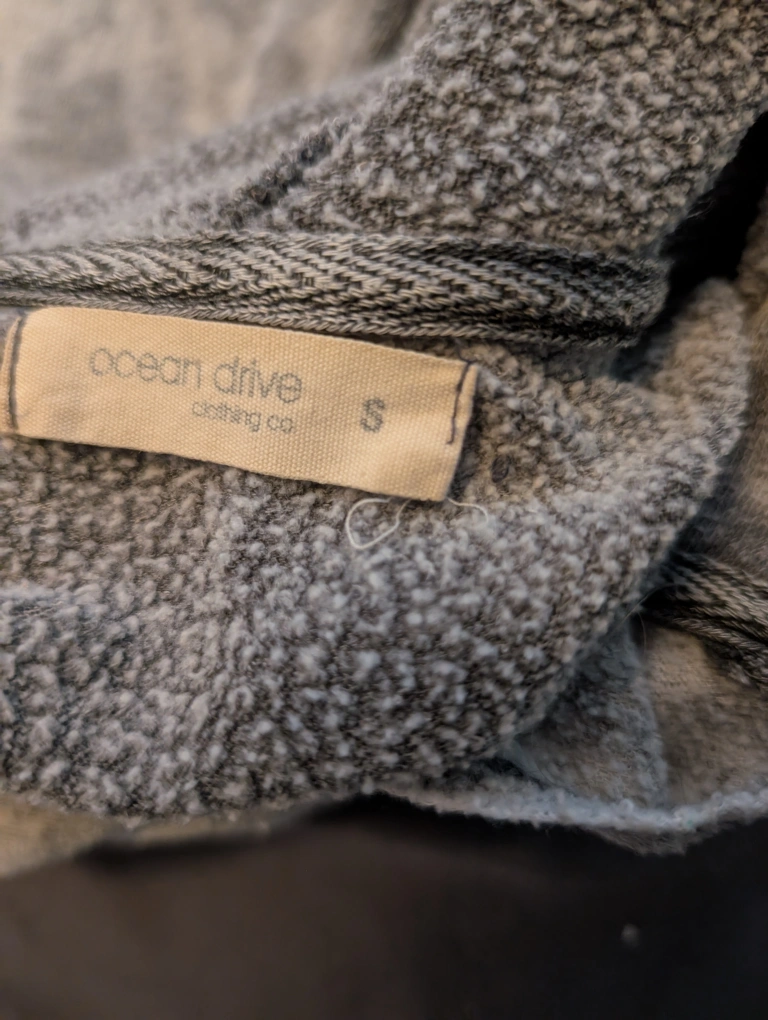 ocean drive
clothing co.
S